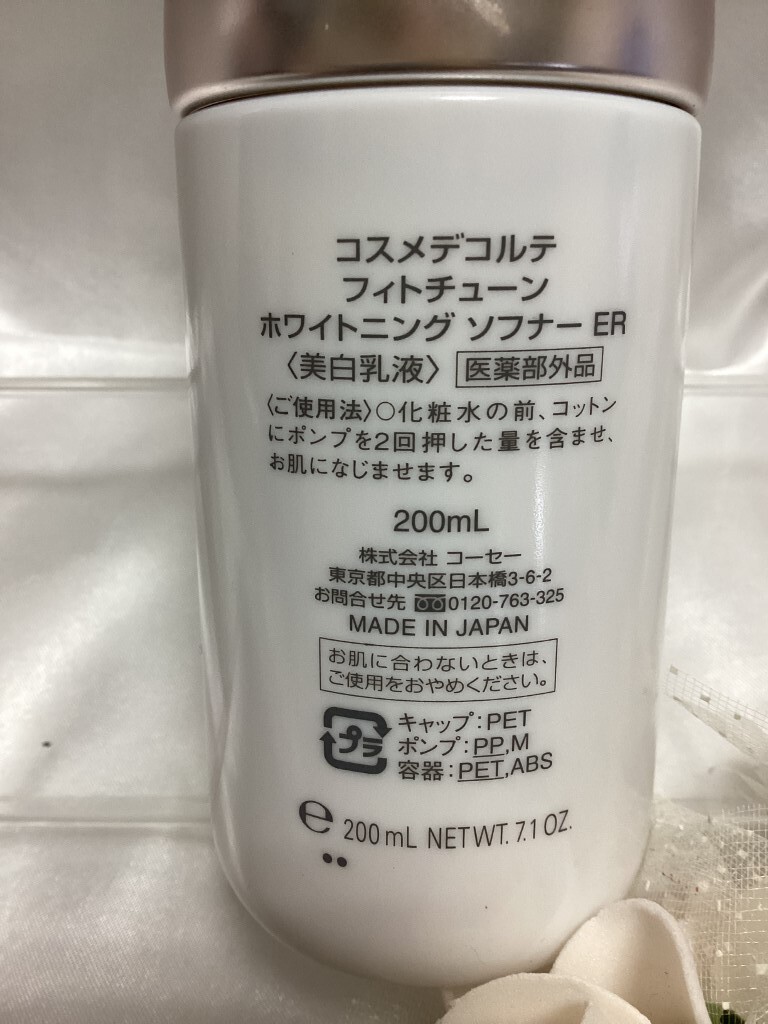 コスメデコルテ
フィトチューン
ホワイトニング ソフナー ER
〈美白乳液〉 医薬部外品
〈ご使用法〉○化粧水の前、コットン
にポンプを2回押した量を含ませ、
お肌になじませます。
200mL
株式会社 コーセー
東京都中央区日本橋3-6-2
お問合せ先 0120-763-325
MADE IN JAPAN
お肌に合わないときは、
ご使用をおやめください。
プラ
キャップ:PET
ポンプ:PP,M
容器:PET,ABS
℮ 200 mL NET WT. 7.1 OZ.